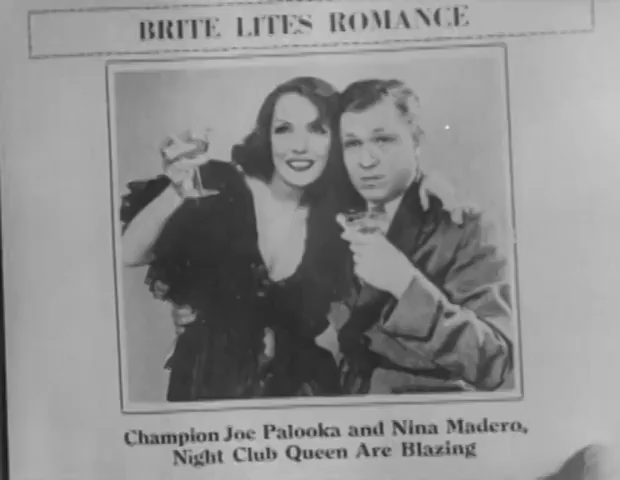 BRITE LITES ROMANCE
Champion Joe Palooka and Nina Madero,
Night Club Queen Are Blazing